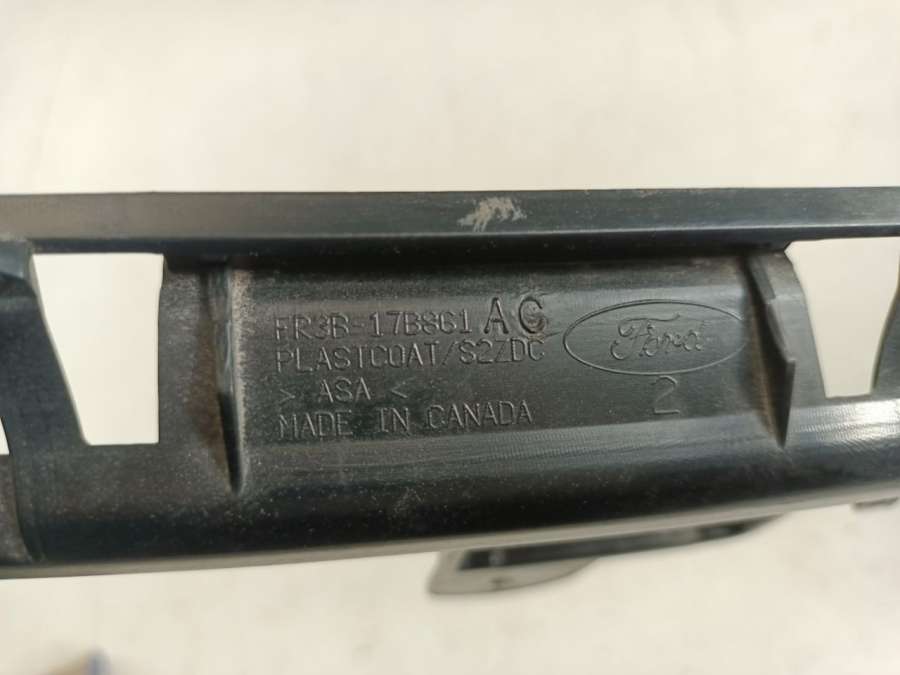 FR3B-17B861 AC
PLASTCOAT/S2ZDC
> ASA <
MADE IN CANADA
Ford
2